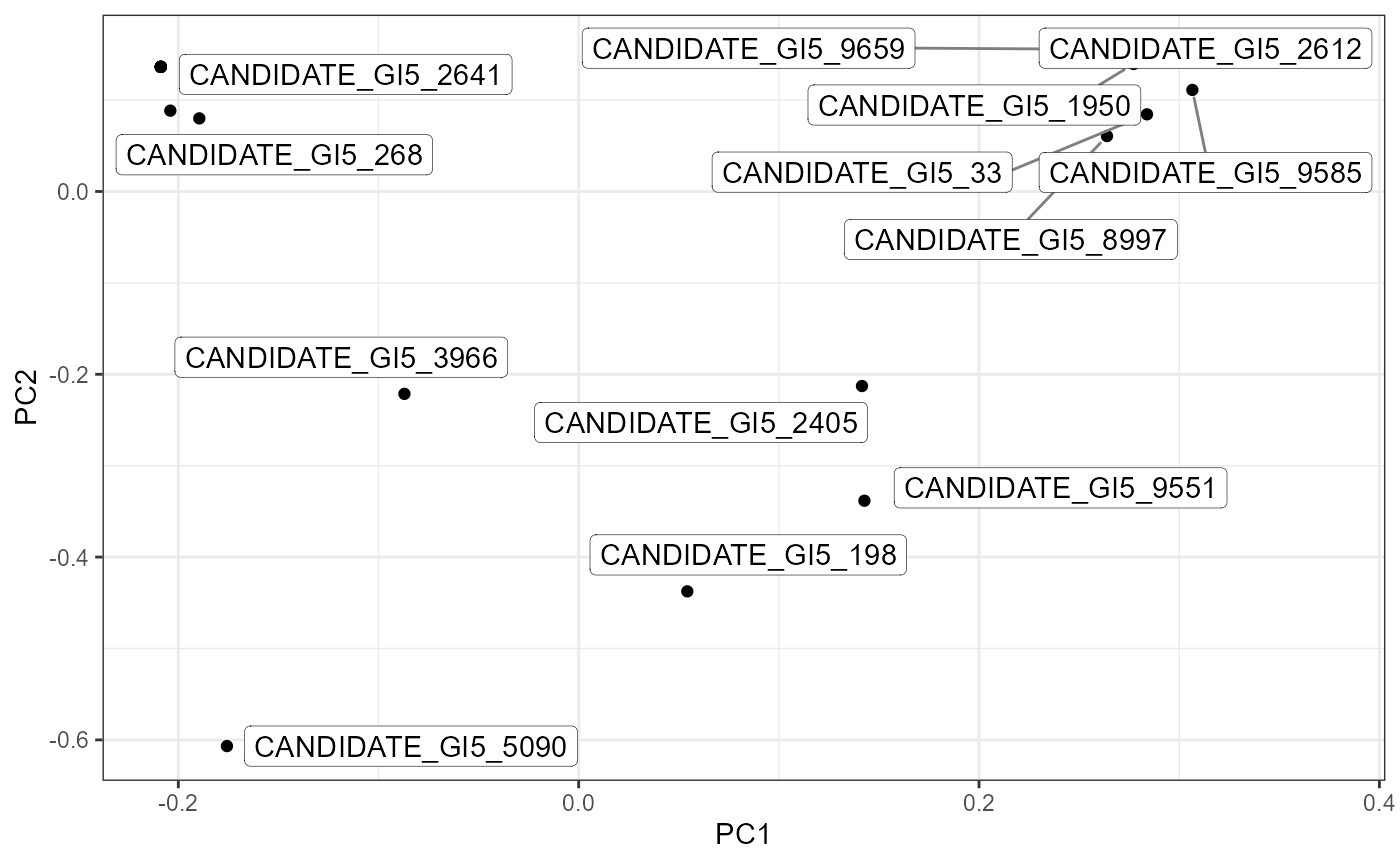 CANDIDATE_GI5_9659
CANDIDATE_GI5_2612
CANDIDATE_GI5_2641
CANDIDATE_GI5_1950
CANDIDATE_GI5_268
CANDIDATE_GI5_33
CANDIDATE_GI5_9585
0.0
CANDIDATE_GI5_8997
CANDIDATE_GI5_3966
-0.2
PC2
CANDIDATE_GI5_2405
CANDIDATE_GI5_9551
-0.4
CANDIDATE_GI5_198
-0.6
CANDIDATE_GI5_5090
-0.2
0.0
0.2
0.4
PC1